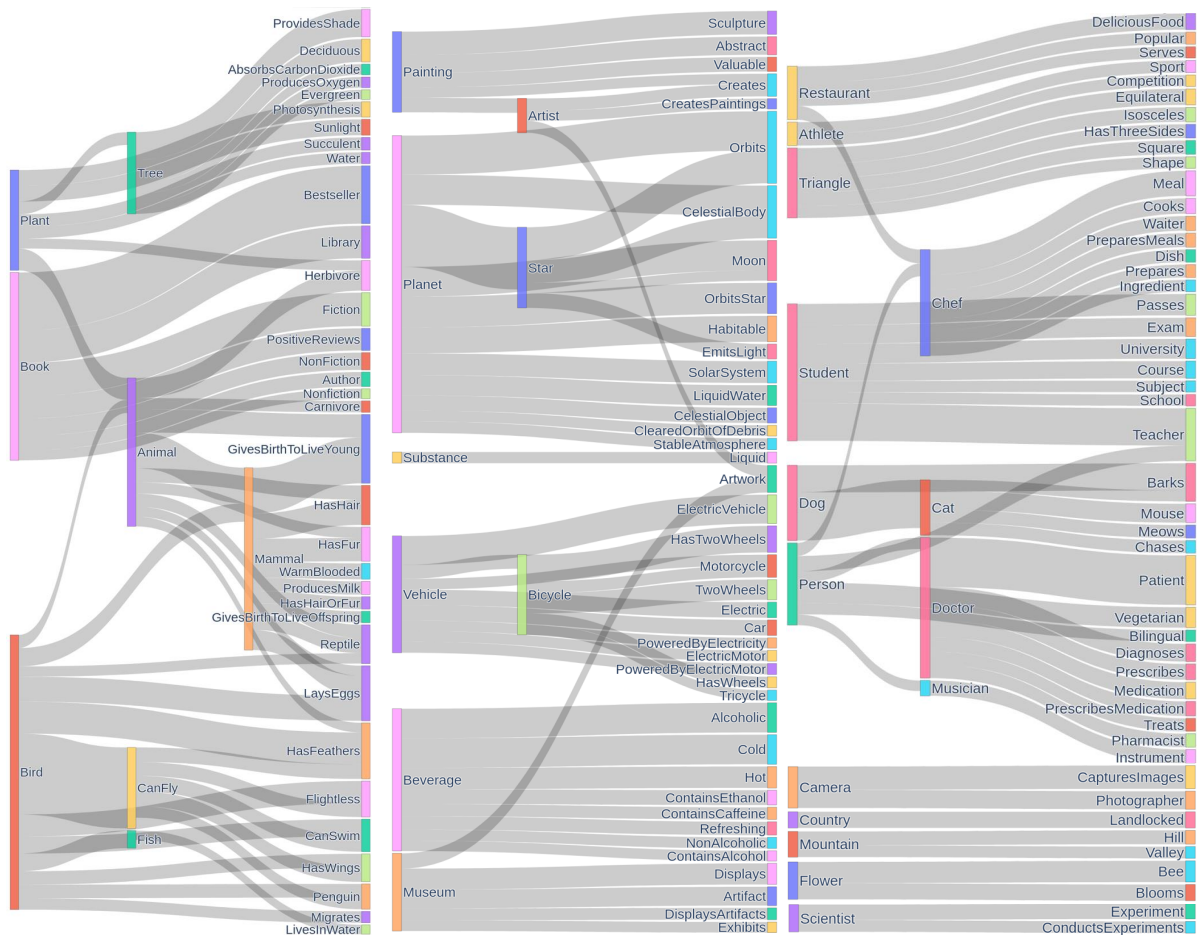 ProvidesShade
Deciduous
AbsorbsCarbonDioxide
ProducesOxygen
Evergreen
Photosynthesis
Sunlight
Succulent
Water
Tree
Bestseller
Plant
Library
Herbivore
Fiction
PositiveReviews
NonFiction
Book
Author
Nonfiction
Carnivore
GivesBirthToLiveYoung
Animal
HasHair
HasFur
Mammal
WarmBlooded
ProducesMilk
HasHairOrFur
GivesBirthToLiveOffspring
Reptile
LaysEggs
HasFeathers
Bird
CanFly
Flightless
CanSwim
Fish
HasWings
Penguin
Migrates
LivesInWater
Sculpture
Abstract
Painting
Valuable
Creates
CreatesPaintings
Artist
Orbits
CelestialBody
Moon
Star
Planet
OrbitsStar
Habitable
EmitsLight
SolarSystem
LiquidWater
CelestialObject
ClearedOrbitOfDebris
StableAtmosphere
Substance
Liquid
Artwork
ElectricVehicle
HasTwoWheels
Motorcycle
TwoWheels
Vehicle
Bicycle
Electric
Car
PoweredByElectricity
ElectricMotor
PoweredByElectricMotor
HasWheels
Tricycle
Alcoholic
Cold
Beverage
Hot
ContainsEthanol
ContainsCaffeine
Refreshing
NonAlcoholic
ContainsAlcohol
Displays
Museum
Artifact
DisplaysArtifacts
Exhibits
DeliciousFood
Popular
Serves
Sport
Competition
Restaurant
Equilateral
Isosceles
Athlete
HasThreeSides
Square
Shape
Triangle
Meal
Cooks
Waiter
PreparesMeals
Dish
Prepares
Ingredient
Chef
Passes
Exam
University
Student
Course
Subject
School
Teacher
Barks
Dog
Cat
Mouse
Meows
Chases
Patient
Person
Doctor
Vegetarian
Bilingual
Diagnoses
Prescribes
Musician
Medication
PrescribesMedication
Treats
Pharmacist
Instrument
CapturesImages
Camera
Photographer
Country
Landlocked
Hill
Mountain
Valley
Bee
Flower
Blooms
Experiment
Scientist
ConductsExperiments